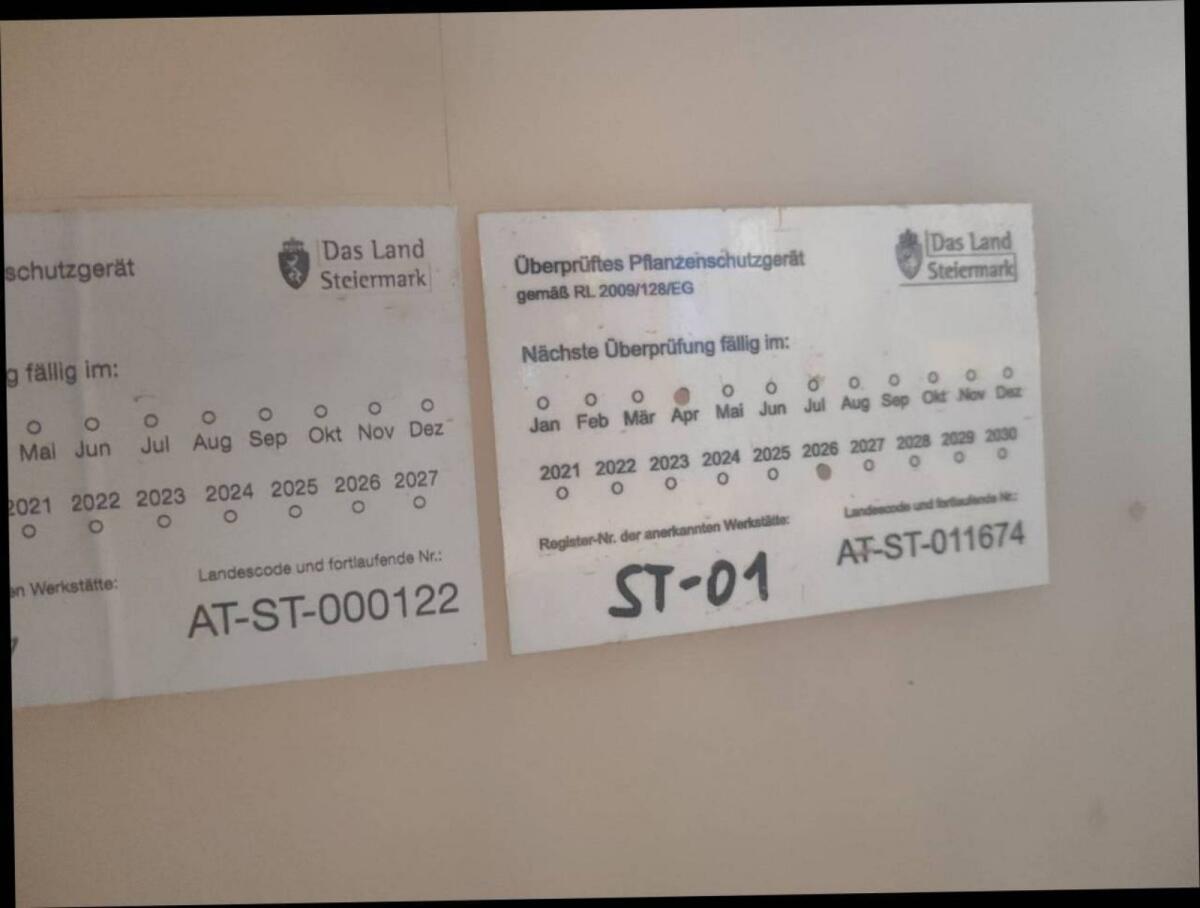 schutzgerät
Das Land
Steiermark
g fällig im:
Mai Jun Jul Aug Sep Okt Nov Dez
2021 2022 2023 2024 2025 2026 2027
en Werkstätte:
Landescode und fortlaufende Nr.:
AT-ST-000122
Überprüftes Pflanzenschutzgerät
gemäß RL 2009/128/EG
Das Land
Steiermark
Nächste Überprüfung fällig im:
Jan Feb Mär Apr Mai Jun Jul Aug Sep Okt Nov Dez
2021 2022 2023 2024 2025 2026 2027 2028 2029 2030
Register-Nr. der anerkannten Werkstätte:
ST-01
Landescode und fortlaufende Nr.:
AT-ST-011674